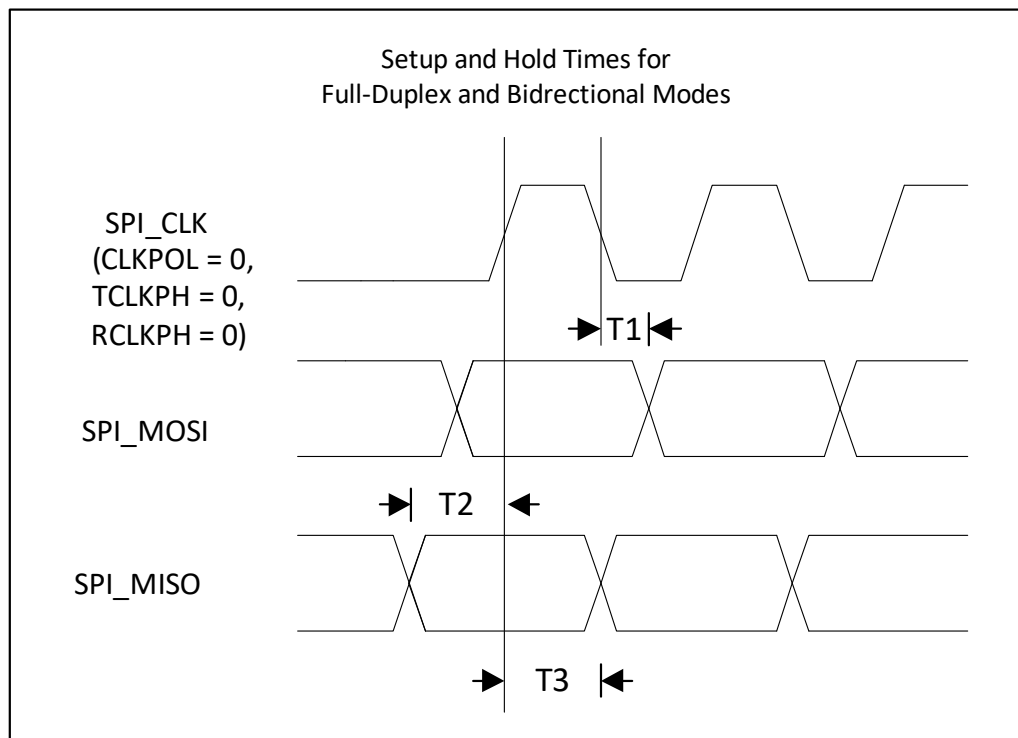 Setup and Hold Times for
Full-Duplex and Bidrectional Modes
SPI_CLK
(CLKPOL = 0,
TCLKPH = 0,
RCLKPH = 0)
T1
SPI_MOSI
T2
SPI_MISO
T3